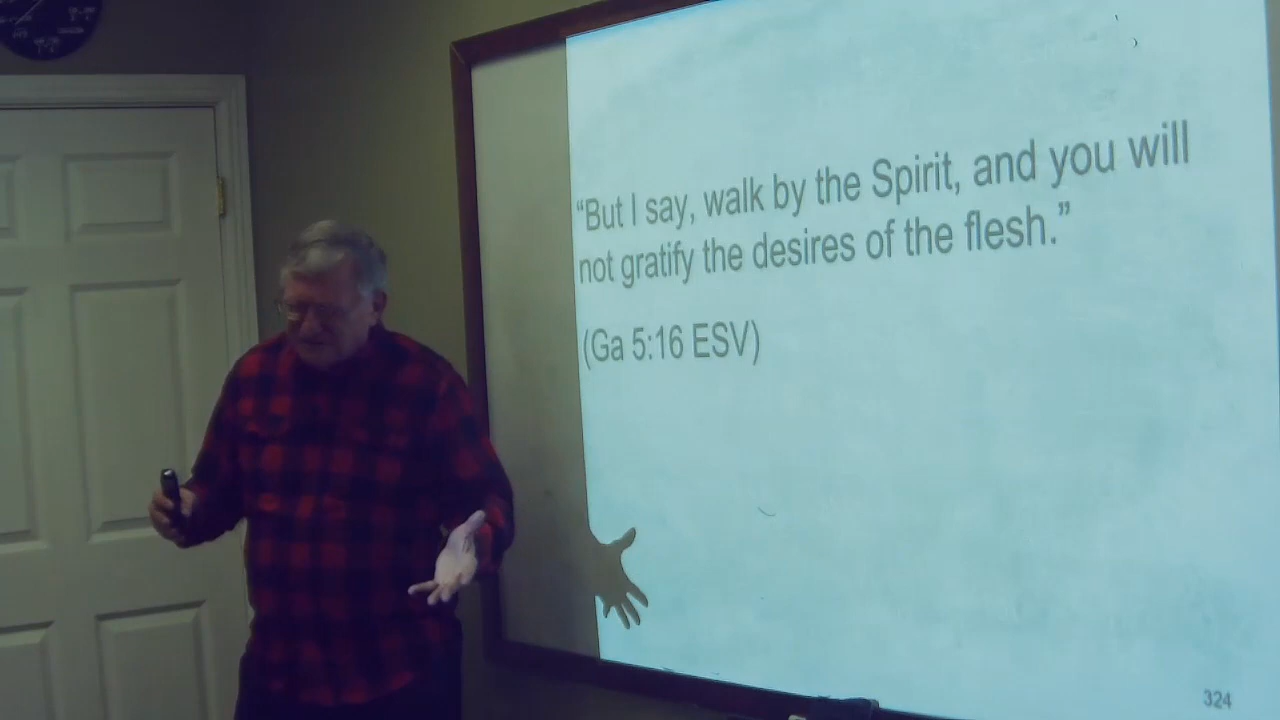 “But I say, walk by the Spirit, and you will
not gratify the desires of the flesh.”
(Ga 5:16 ESV)
324